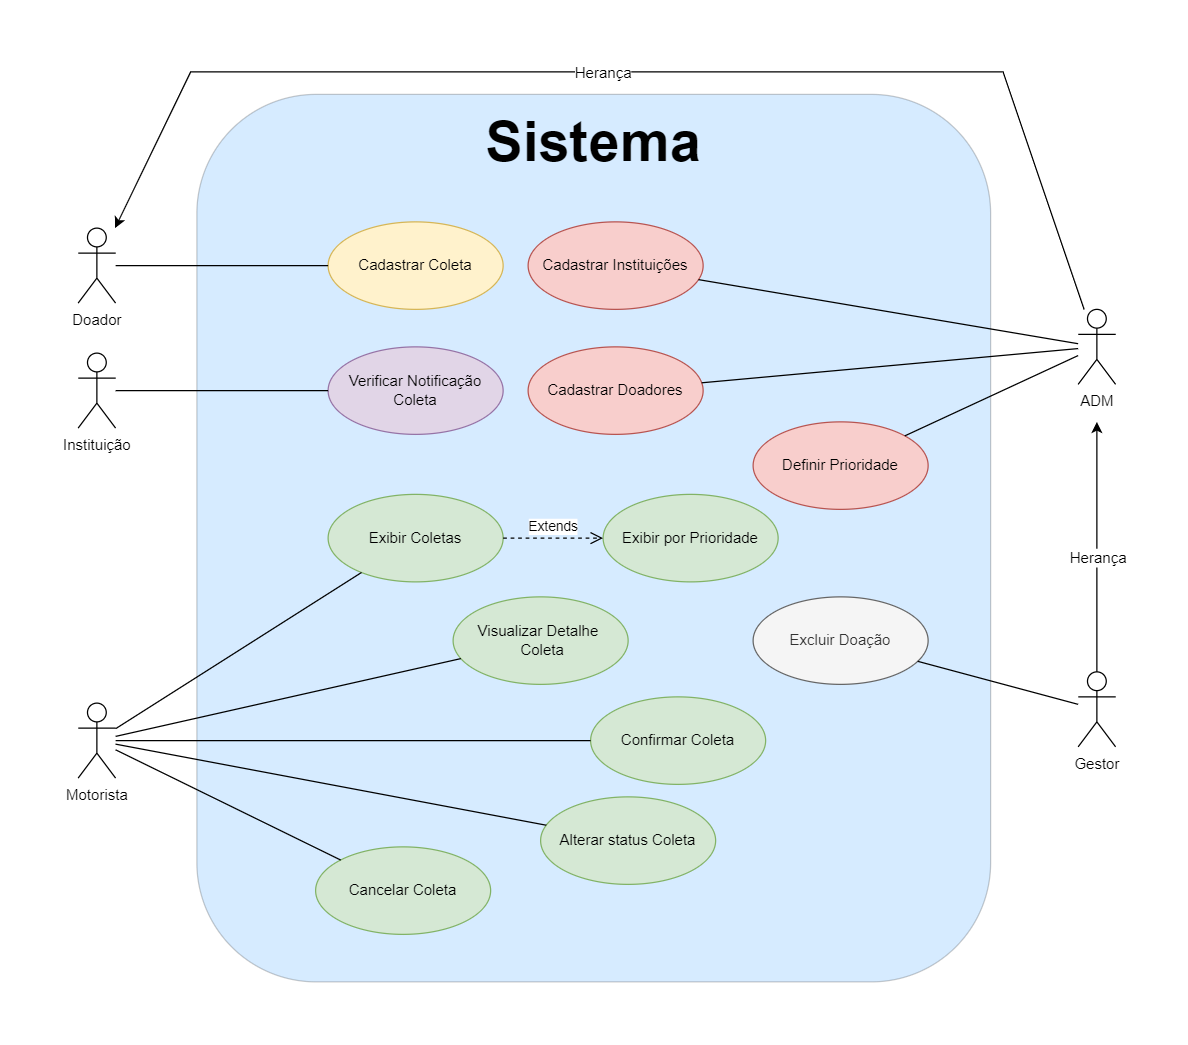 Herança
Sistema
Doador
Cadastrar Coleta
Cadastrar Instituições
ADM
Instituição
Verificar Notificação
Coleta
Cadastrar Doadores
Definir Prioridade
Exibir Coletas
Extends
Exibir por Prioridade
Herança
Visualizar Detalhe
Coleta
Excluir Doação
Motorista
Confirmar Coleta
Gestor
Alterar status Coleta
Cancelar Coleta